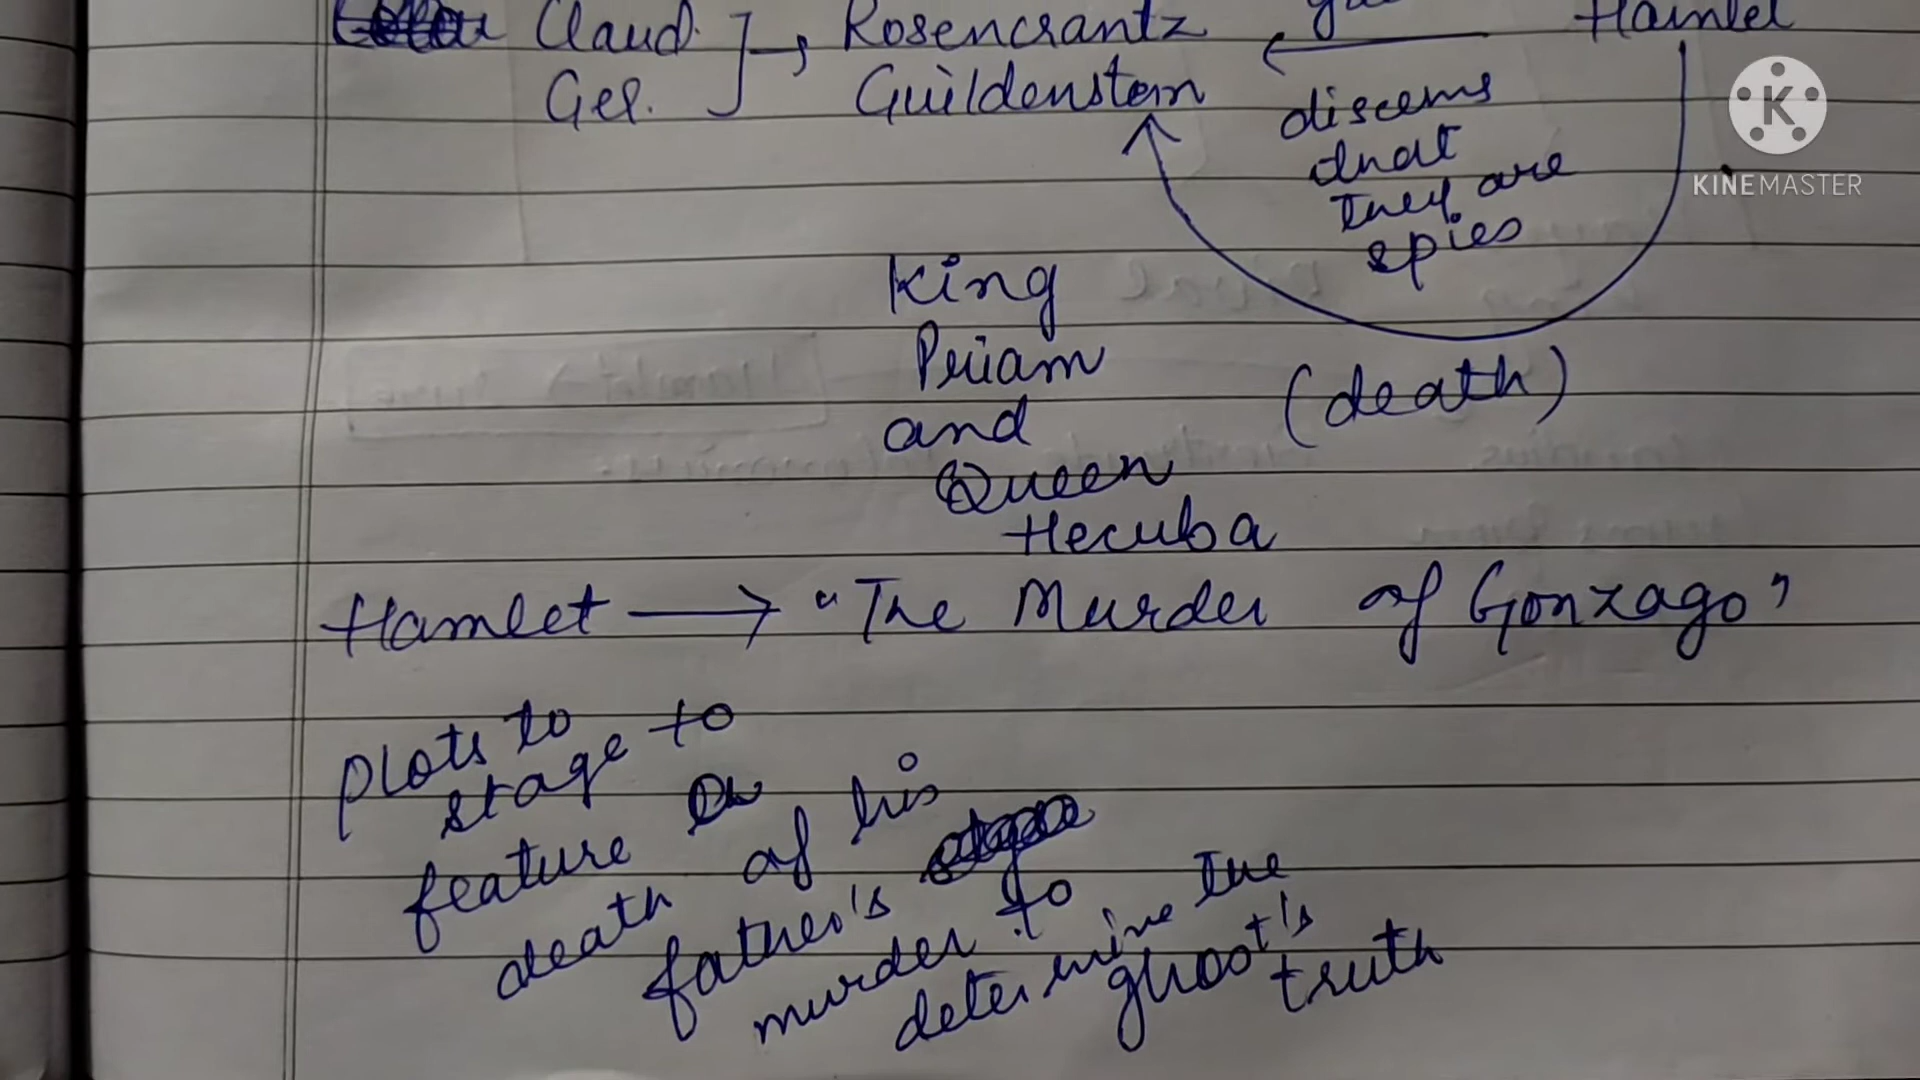 Claud. Rosencrantz Hamlet
Ger. Guildenstern
discerns
that
they are
spies
KINEMASTER
King
Priam
and
Queen
Hecuba
(death)
Hamlet → "The Murder of Gonzago"
plots to
stage to
feature
death of his
father's
murder to
determine the
ghost's
truth